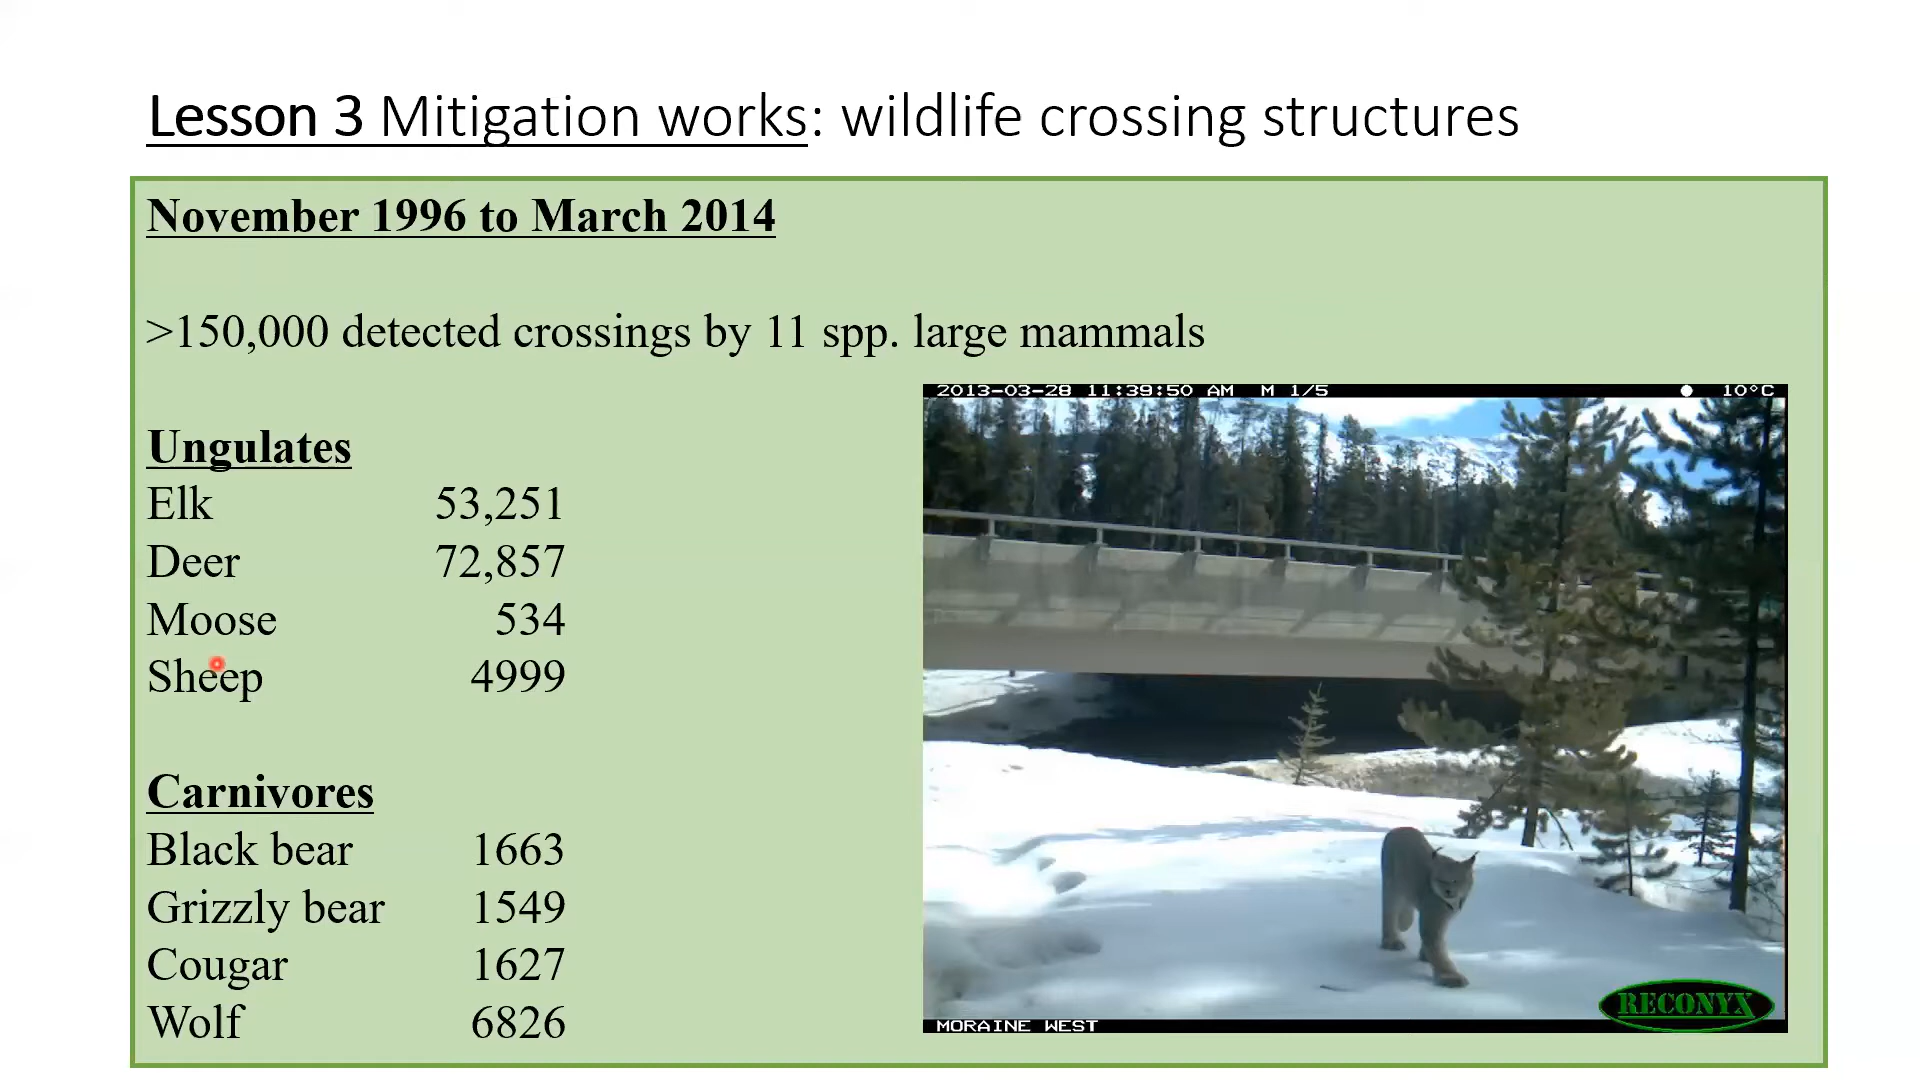 Lesson 3 Mitigation works: wildlife crossing structures
November 1996 to March 2014
>150,000 detected crossings by 11 spp. large mammals
Ungulates
Elk 53,251
Deer 72,857
Moose 534
Sheep 4999
Carnivores
Black bear 1663
Grizzly bear 1549
Cougar 1627
Wolf 6826
2013-03-28 11:39:50 AM M 1/5 10°C
MORAINE WEST
RECONYX